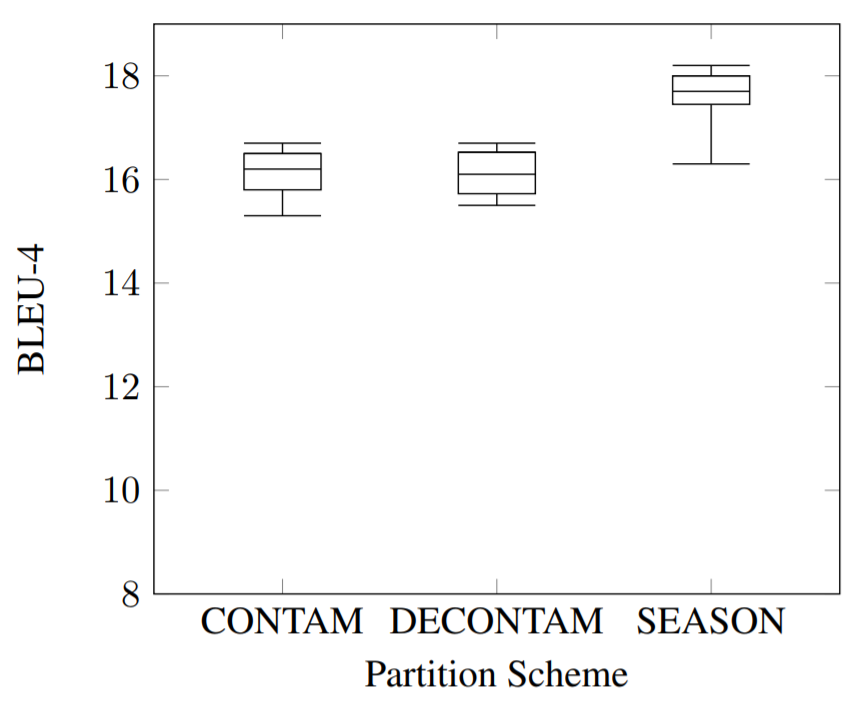 BLEU-4
18
16
14
12
10
8
CONTAM DECONTAM SEASON
Partition Scheme